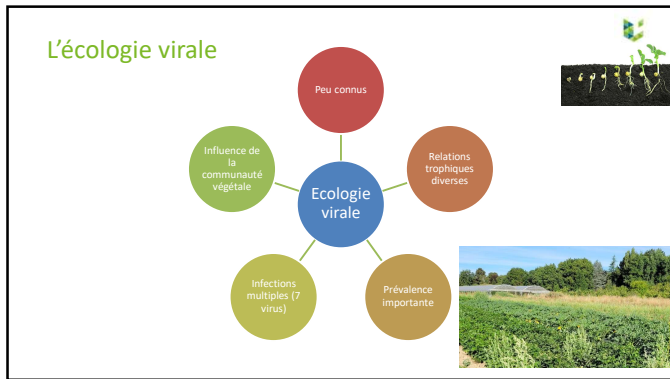 L'écologie virale
Peu connus
Influence de
la
communauté
végétale
Relations
trophiques
diverses
Ecologie
virale
Infections
multiples (7
virus)
Prévalence
importante